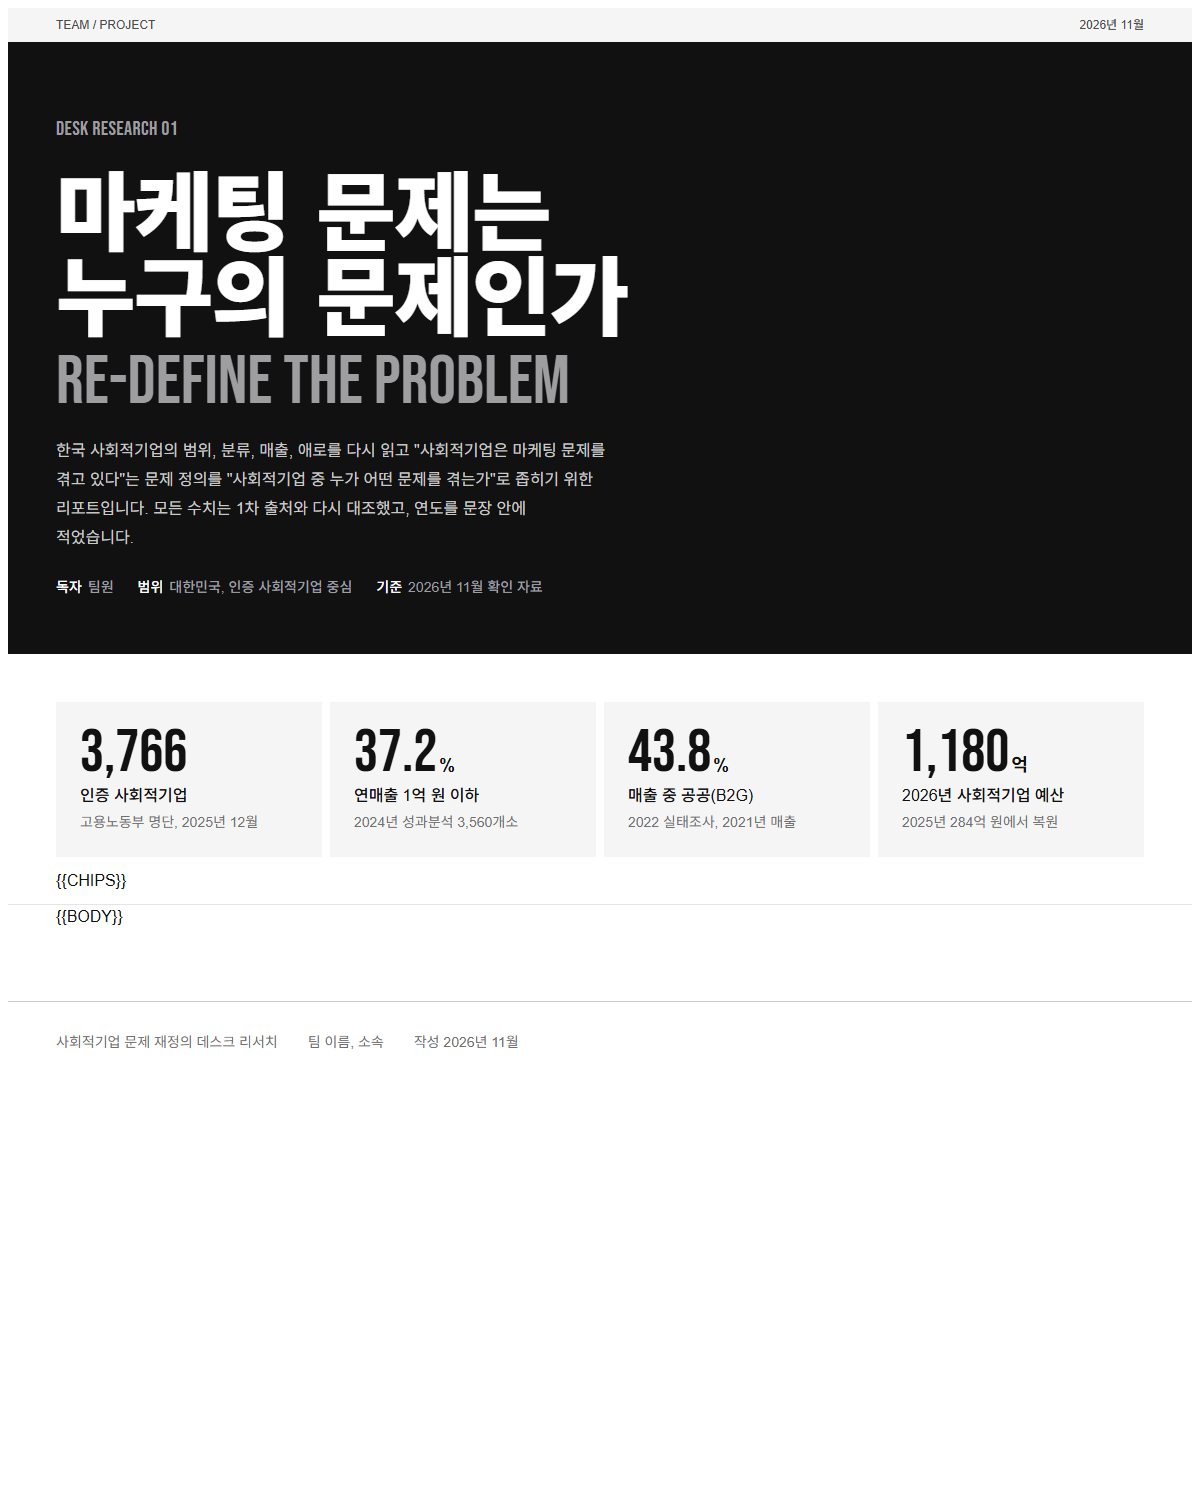 TEAM / PROJECT
2026년 11월
DESK RESEARCH 01
마케팅 문제는
누구의 문제인가
RE-DEFINE THE PROBLEM
한국 사회적기업의 범위, 분류, 매출, 애로를 다시 읽고 "사회적기업은 마케팅 문제를
겪고 있다"는 문제 정의를 "사회적기업 중 누가 어떤 문제를 겪는가"로 좁히기 위한
리포트입니다. 모든 수치는 1차 출처와 다시 대조했고, 연도를 문장 안에
적었습니다.
독자 팀원 범위 대한민국, 인증 사회적기업 중심 기준 2026년 11월 확인 자료
3,766
인증 사회적기업
고용노동부 명단, 2025년 12월
37.2%
연매출 1억 원 이하
2024년 성과분석 3,560개소
43.8%
매출 중 공공(B2G)
2022 실태조사, 2021년 매출
1,180억
2026년 사회적기업 예산
2025년 284억 원에서 복원
{{CHIPS}}
{{BODY}}
사회적기업 문제 재정의 데스크 리서치 팀 이름, 소속 작성 2026년 11월